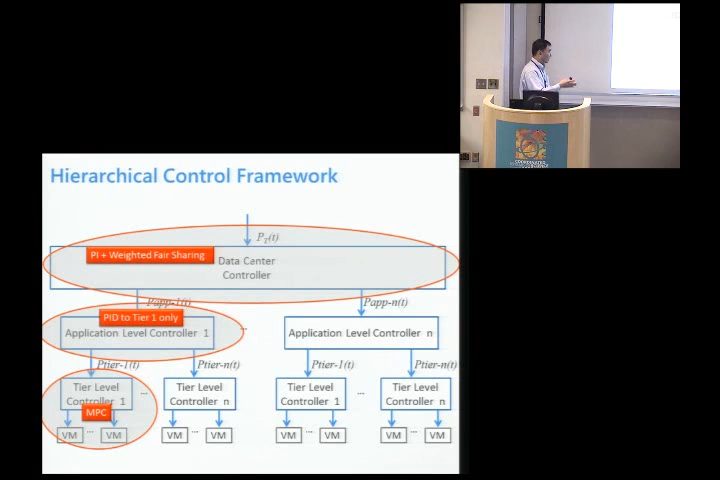 COORDINATED
Hierarchical Control Framework
PT(t)
PI + Weighted Fair Sharing
Data Canter
Controller
Papp-1(t)
Papp-n(t)
PID to Tier 1 only
Application Level Controller 1
...
Application Level Controller n
Ptier-1(t)
Ptier-n(t)
Ptier-1(t)
Ptier-n(t)
Tier Level
Controller 1
...
Tier Level
Controller n
Tier Level
Controller 1
...
Tier Level
Controller n
MPC
VM ... VM
VM ... VM
VM ... VM
VM ... VM